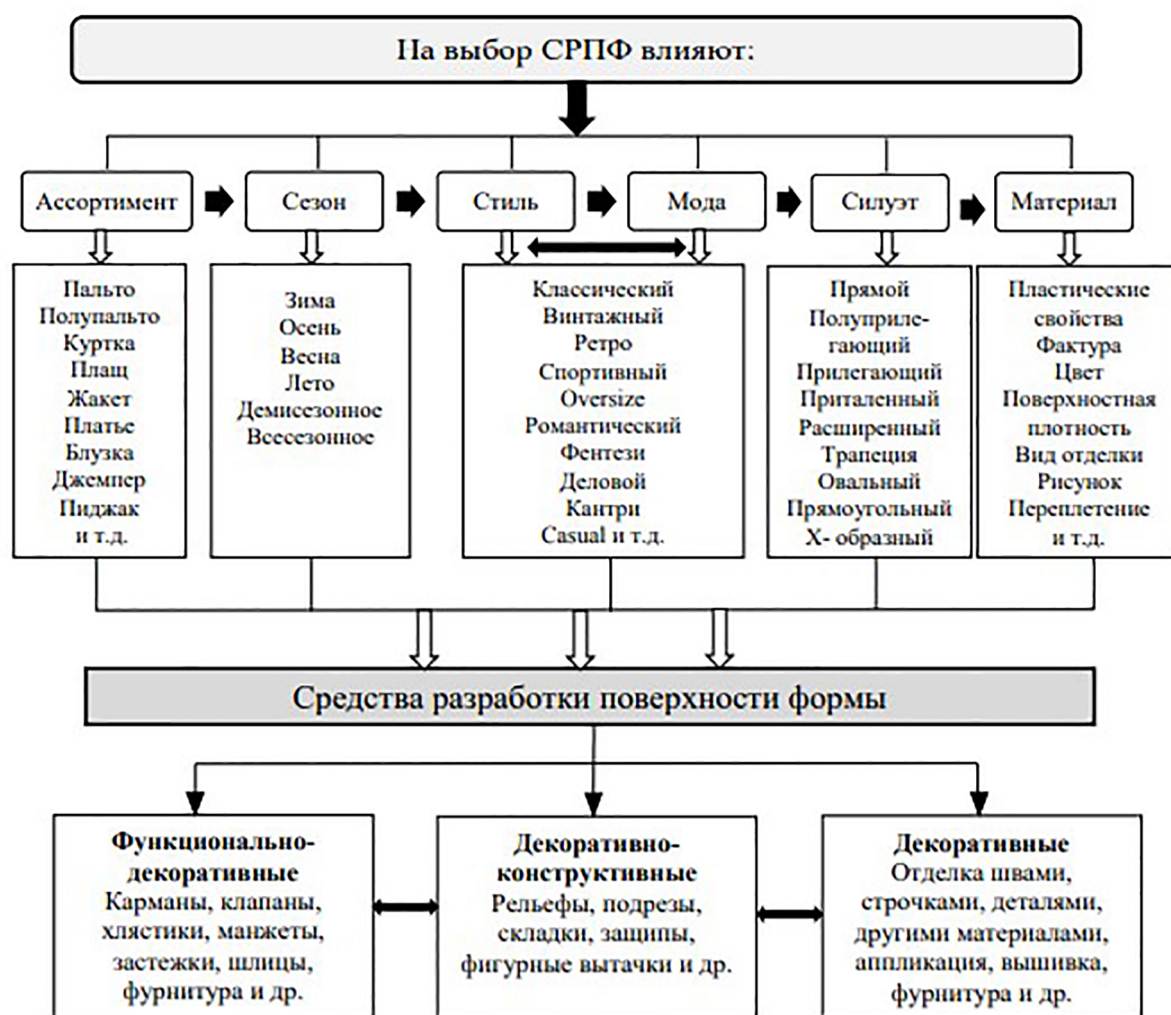 На выбор СРПФ влияют:
Ассортимент
Сезон
Стиль
Мода
Силуэт
Материал
Пальто
Полупальто
Куртка
Плащ
Жакет
Платье
Блузка
Джемпер
Пиджак
и т.д.
Зима
Осень
Весна
Лето
Демисезонное
Всесезонное
Классический
Винтажный
Ретро
Спортивный
Oversize
Романтический
Фентези
Деловой
Кантри
Casual и т.д.
Прямой
Полуприле-
гающий
Прилегающий
Приталенный
Расширенный
Трапеция
Овальный
Прямоугольный
Х- образный
Пластические
свойства
Фактура
Цвет
Поверхностная
плотность
Вид отделки
Рисунок
Переплетение
и т.д.
Средства разработки поверхности формы
Функционально-
декоративные
Карманы, клапаны,
хлястики, манжеты,
застежки, шлицы,
фурнитура и др.
Декоративно-
конструктивные
Рельефы, подрезы,
складки, защипы,
фигурные вытачки и др.
Декоративные
Отделка швами,
строчками, деталями,
другими материалами,
аппликация, вышивка,
фурнитура и др.